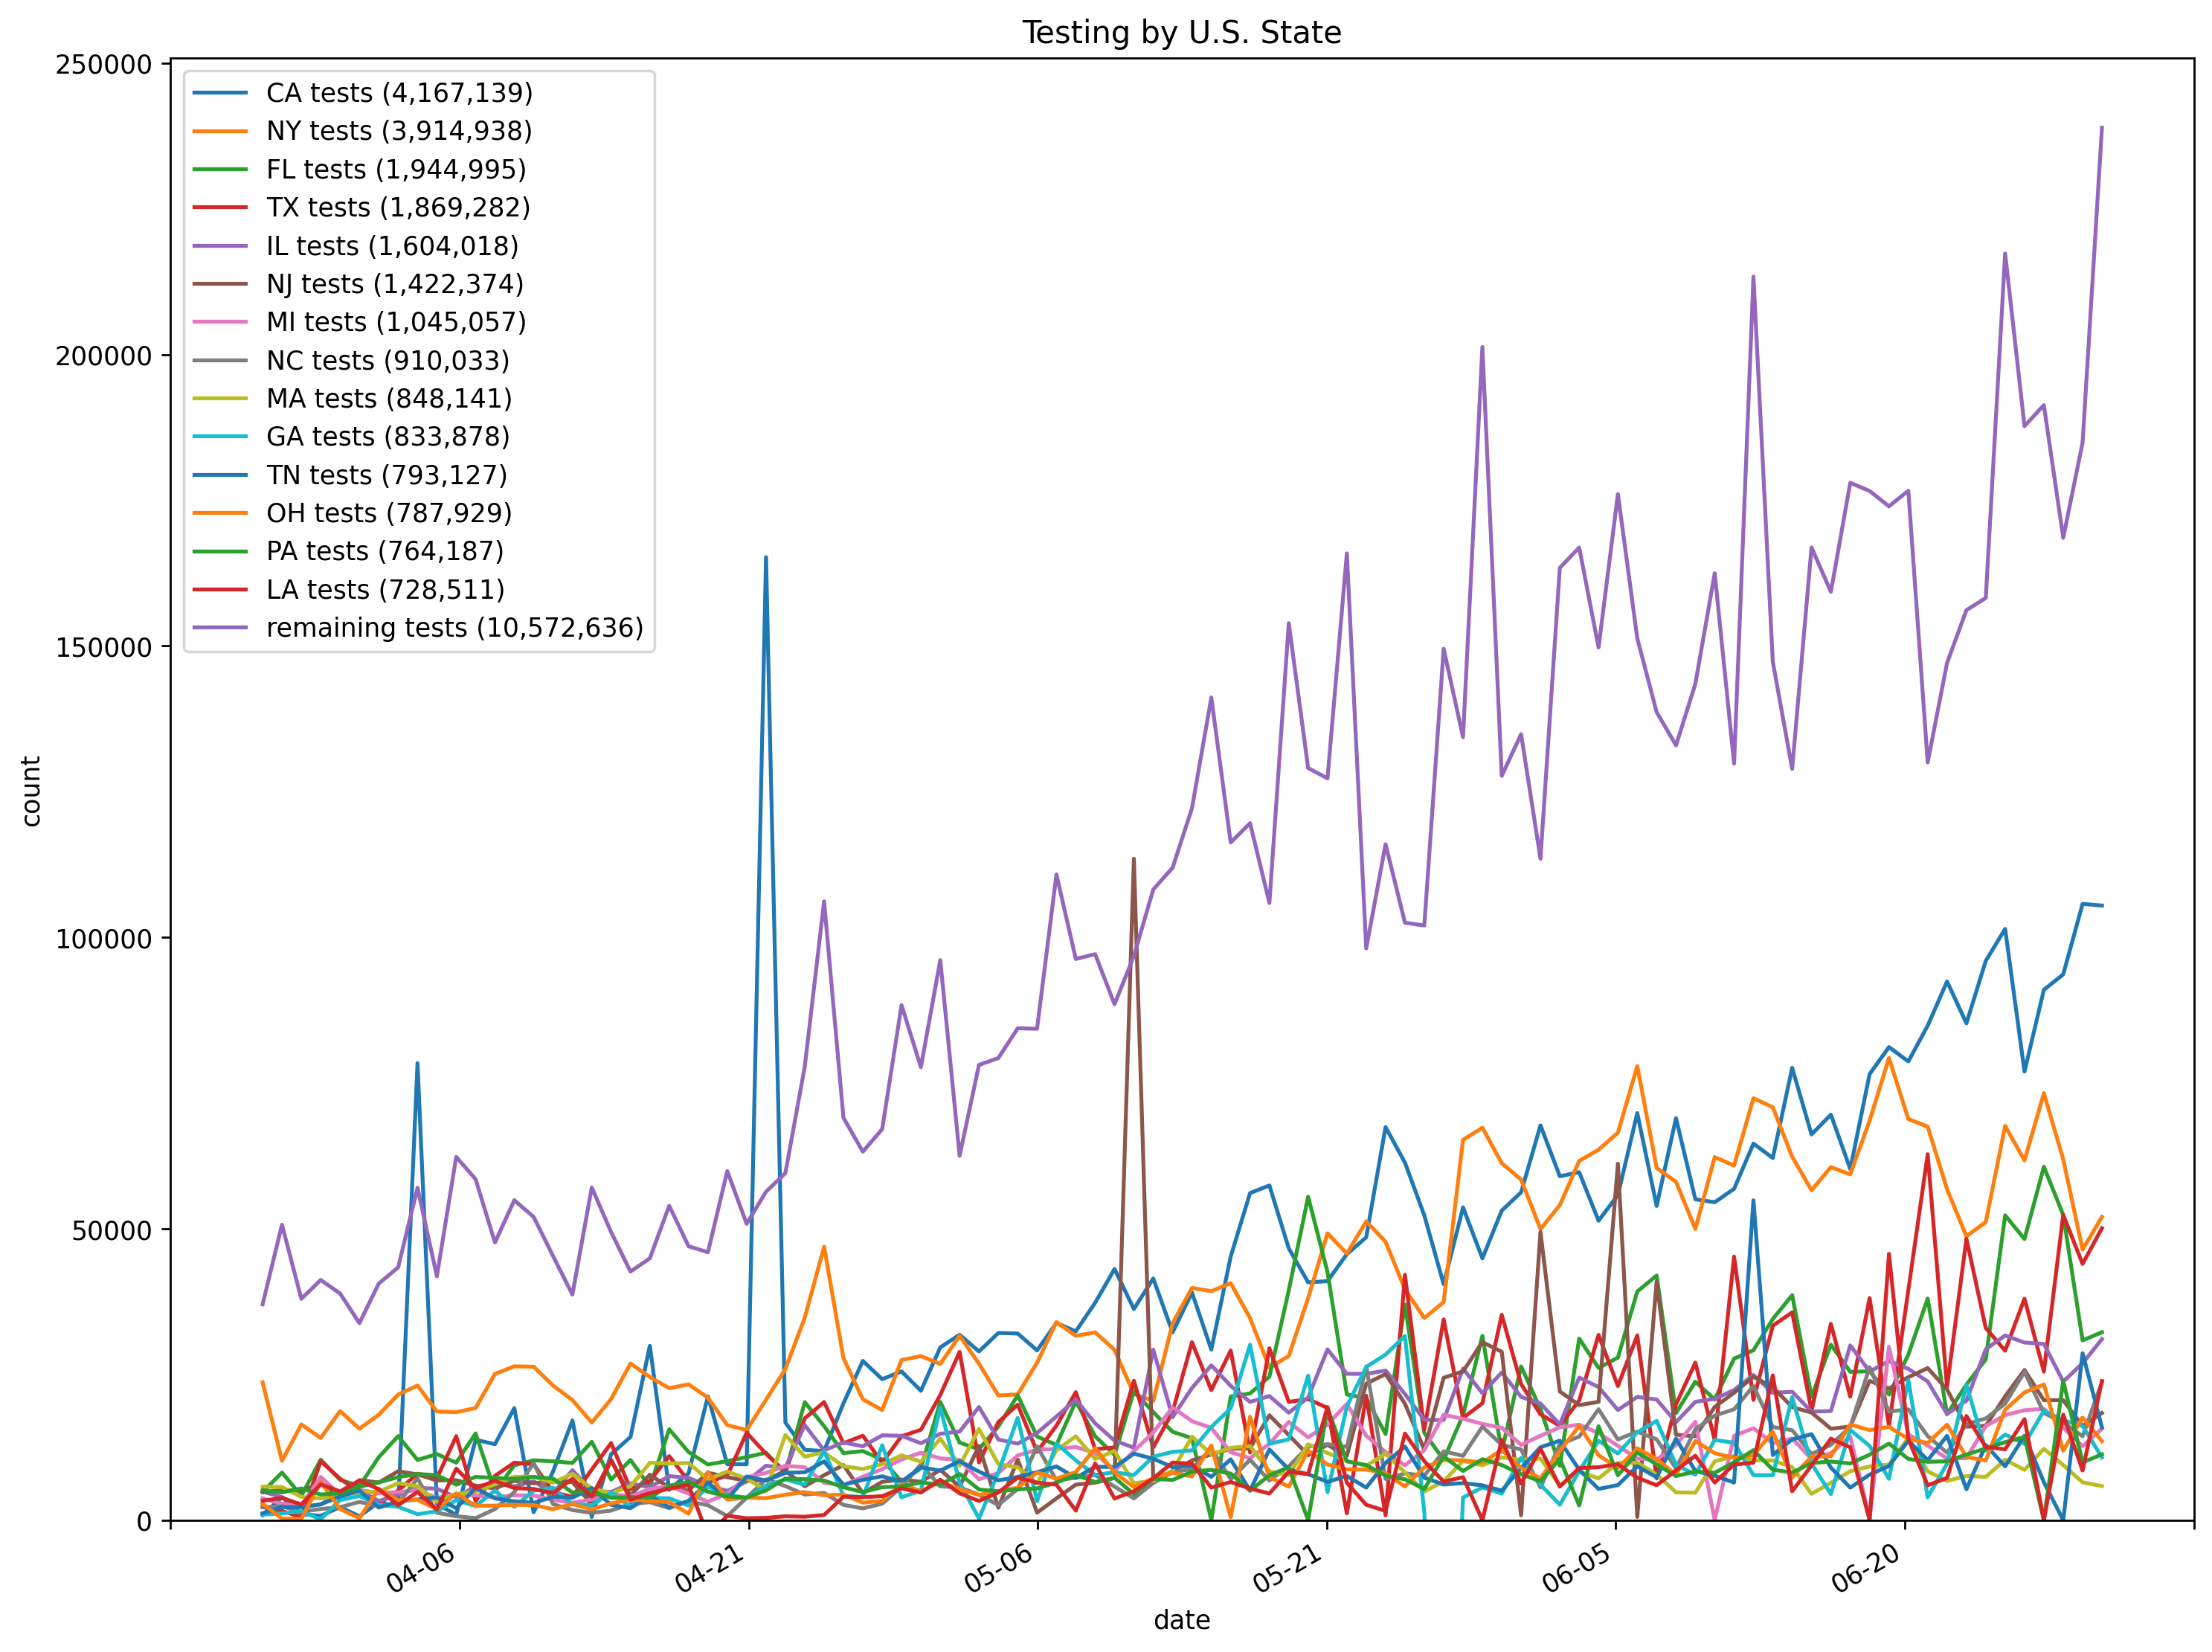 Testing by U.S. State
250000
200000
150000
100000
50000
0
count
CA tests (4,167,139)
NY tests (3,914,938)
FL tests (1,944,995)
TX tests (1,869,282)
IL tests (1,604,018)
NJ tests (1,422,374)
MI tests (1,045,057)
NC tests (910,033)
MA tests (848,141)
GA tests (833,878)
TN tests (793,127)
OH tests (787,929)
PA tests (764,187)
LA tests (728,511)
remaining tests (10,572,636)
04-06
04-21
05-06
05-21
06-05
06-20
date